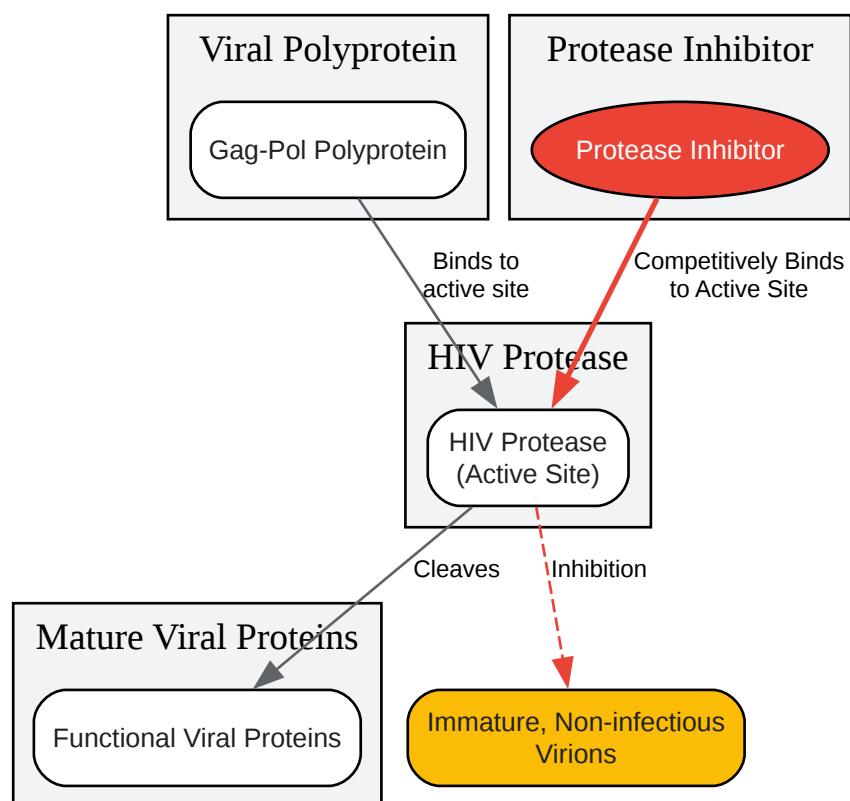 Viral Polyprotein
Protease Inhibitor
Gag-Pol Polyprotein
Protease Inhibitor
Binds to
active site
Competitively Binds
to Active Site
HIV Protease
HIV Protease
(Active Site)
Cleaves
Inhibition
Mature Viral Proteins
Functional Viral Proteins
Immature, Non-infectious
Virions